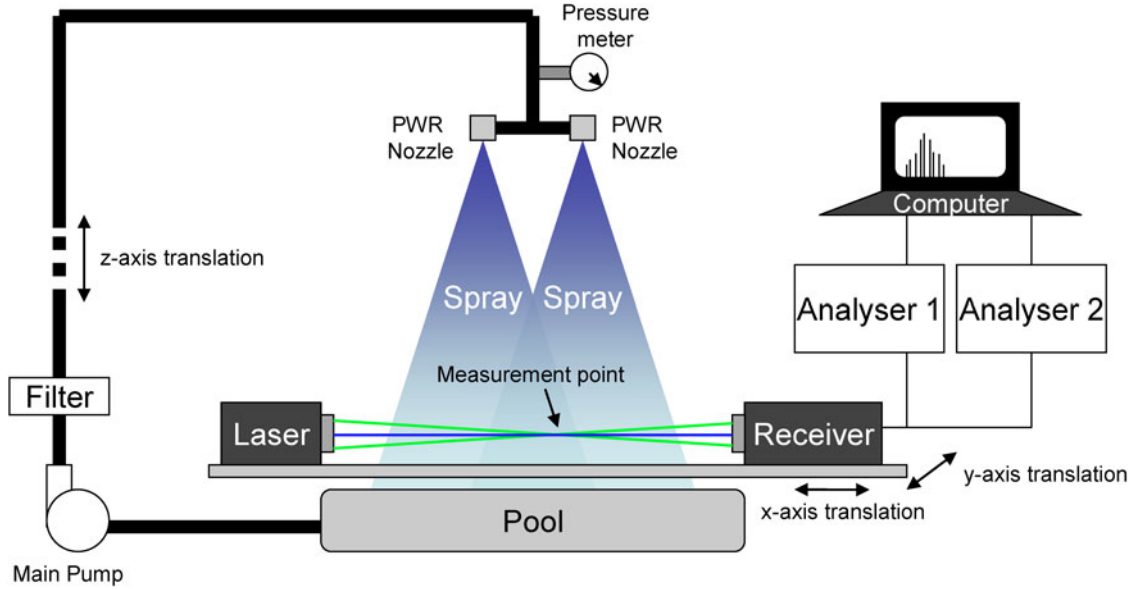 Pressure
meter
PWR
Nozzle
PWR
Nozzle
z-axis translation
Spray
Spray
Computer
Analyser 1
Analyser 2
Measurement point
Filter
Laser
Receiver
y-axis translation
x-axis translation
Pool
Main Pump